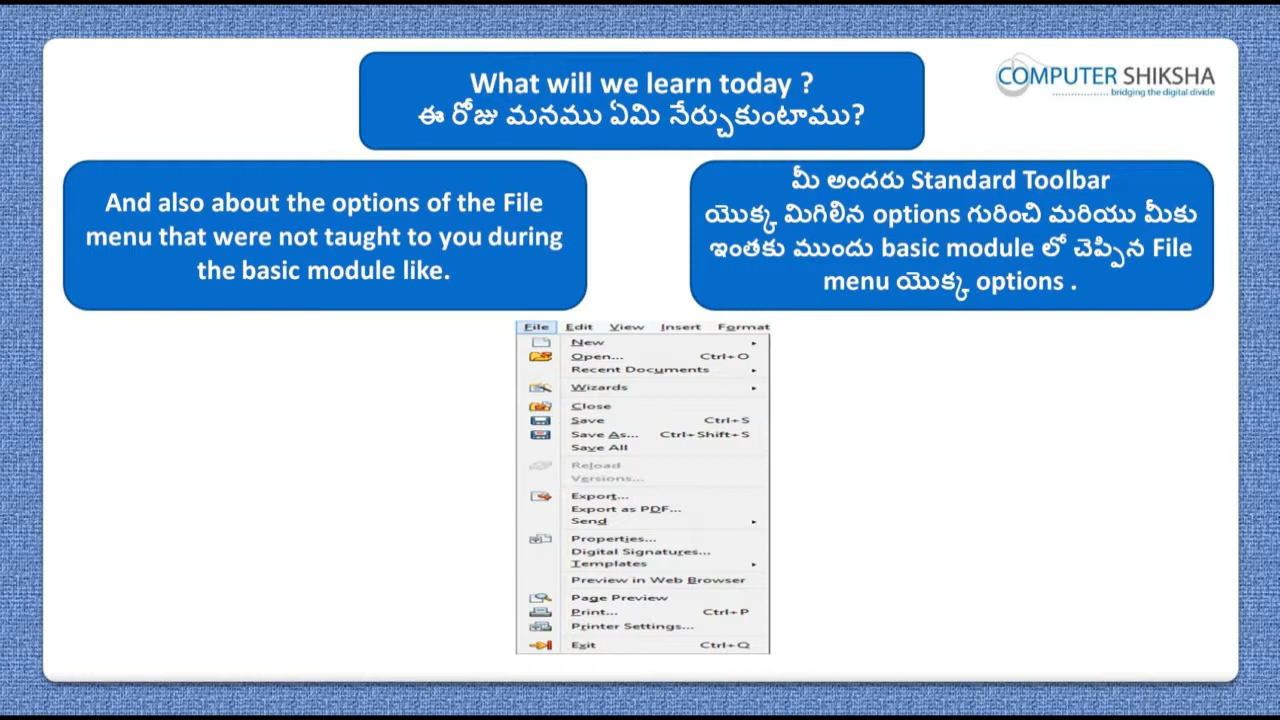 What will we learn today ?
ఈ రోజు మనము ఏమి నేర్చుకుంటాము?
COMPUTER SHIKSHA
bridging the digital divide
And also about the options of the File
menu that were not taught to you during
the basic module like.
మీ అందరు Standard Toolbar
యొక్క మిగిలిన options గురించి మరియు మీకు
ఇంతకు ముందు basic module లో చెప్పిన File
menu యొక్క options .
File Edit View Insert Format
New
Open... Ctrl+O
Recent Documents
Wizards
Close
Save Ctrl+S
Save As... Ctrl+Shift+S
Save All
Reload
Versions...
Export...
Export as PDF...
Send
Properties...
Digital Signatures...
Templates
Preview in Web Browser
Page Preview
Print... Ctrl+P
Printer Settings...
Exit Ctrl+Q